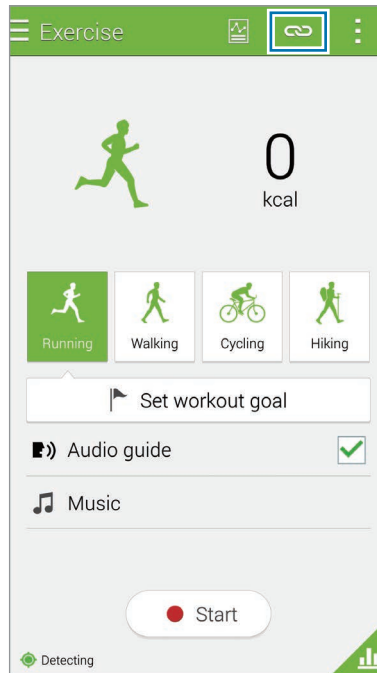 Exercise
0
kcal
Running
Walking
Cycling
Hiking
Set workout goal
Audio guide
Music
Start
Detecting